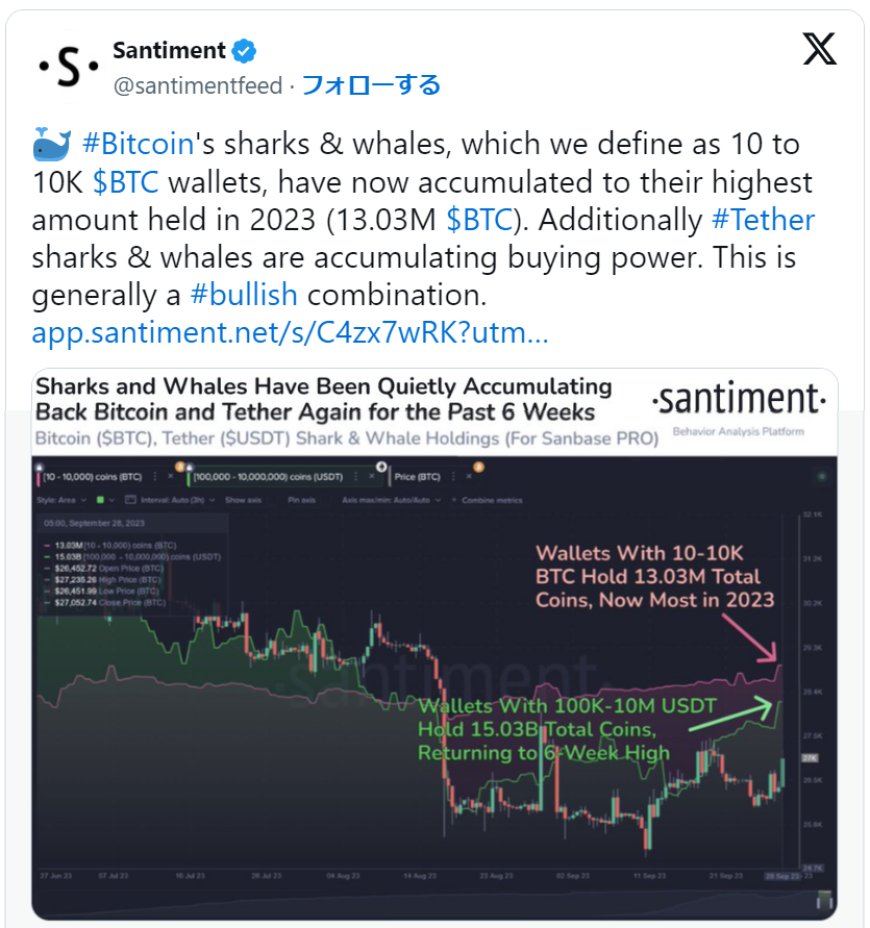 Santiment
@santimentfeed · フォローする
🐳 #Bitcoin's sharks & whales, which we define as 10 to
10K $BTC wallets, have now accumulated to their highest
amount held in 2023 (13.03M $BTC). Additionally #Tether
sharks & whales are accumulating buying power. This is
generally a #bullish combination.
app.santiment.net/s/C4zx7wRK?utm...
Sharks and Whales Have Been Quietly Accumulating
Back Bitcoin and Tether Again for the Past 6 Weeks
Bitcoin ($BTC), Tether ($USDT) Shark & Whale Holdings (For Sanbase PRO)
·santiment·
Behavior Analysis Platform
[10 - 10,000) coins (BTC) [100,000 - 10,000,000) coins (USDT) Price (BTC)
Style: Area Interval: Auto (3h) Show axis Pin axis Axis max/min: Auto/Auto + Combine metrics
05:00, September 28, 2023
13.03M [10 - 10,000) coins (BTC)
15.03B [100,000 - 10,000,000) coins (USDT)
$26,452.72 Open Price (BTC)
$27,235.26 High Price (BTC)
$26,451.99 Low Price (BTC)
$27,052.74 Close Price (BTC)
Wallets With 10-10K
BTC Hold 13.03M Total
Coins, Now Most in 2023
·santiment·
Wallets With 100K-10M USDT
Hold 15.03B Total Coins,
Returning to 6-Week High
32.1K
31.2K
30.2K
29.3K
28.4K
27.5K
27K
26.5K
25.6K
24.7K
27 Jun 23 07 Jul 23 16 Jul 23 26 Jul 23 04 Aug 23 14 Aug 23 23 Aug 23 02 Sep 23 11 Sep 23 21 Sep 23 28 Sep 23